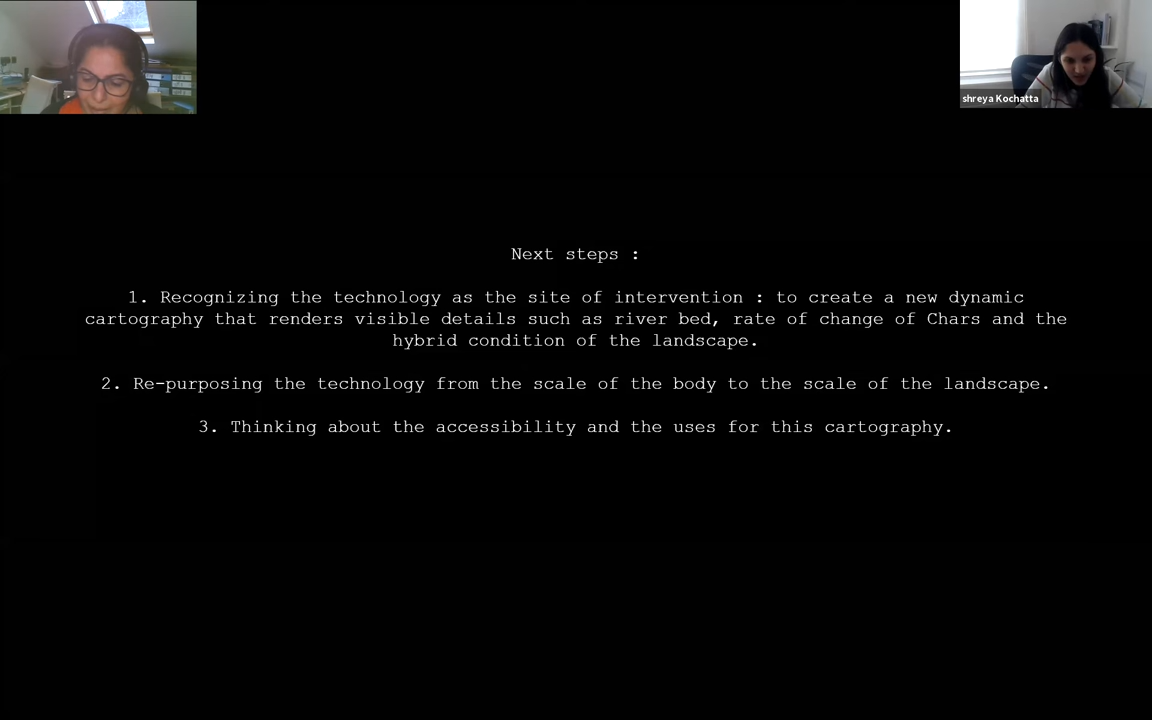 shreya Kochatta
Next steps :
1. Recognizing the technology as the site of intervention : to create a new dynamic
cartography that renders visible details such as river bed, rate of change of Chars and the
hybrid condition of the landscape.
2. Re-purposing the technology from the scale of the body to the scale of the landscape.
3. Thinking about the accessibility and the uses for this cartography.